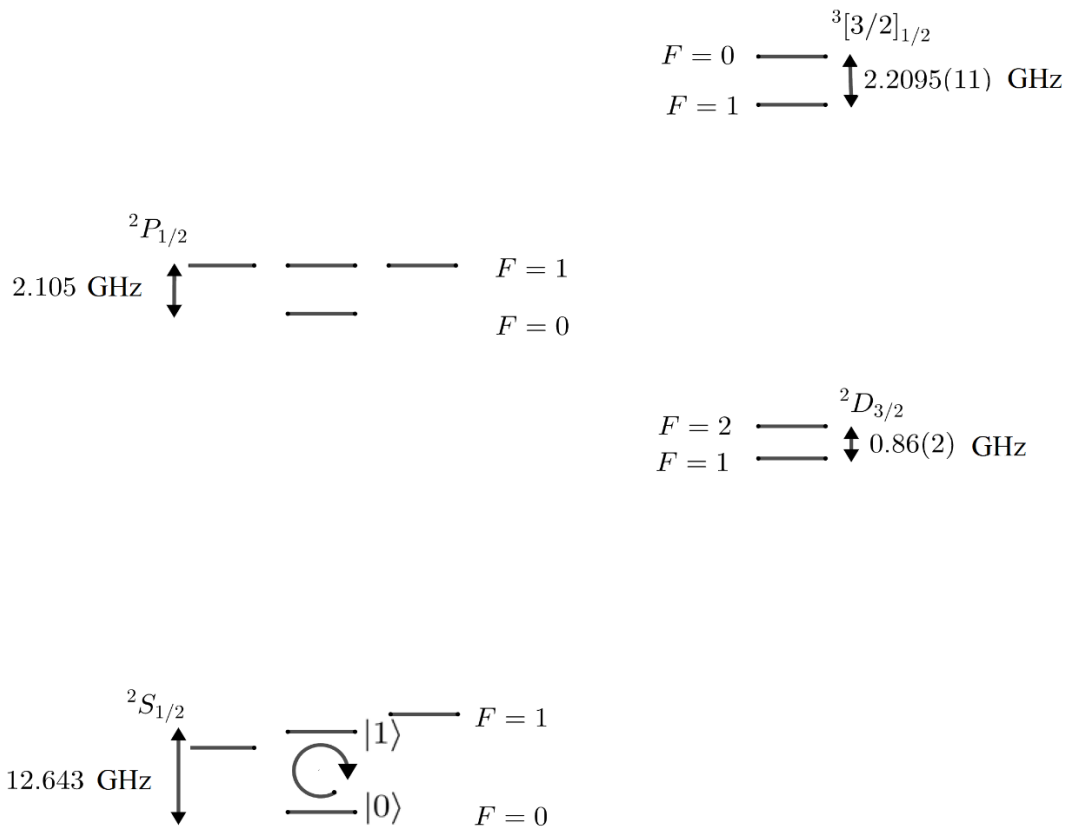 ³[3/2]₁/₂
F = 0
2.2095(11) GHz
F = 1
²P₁/₂
2.105 GHz
F = 1
F = 0
²D₃/₂
F = 2
0.86(2) GHz
F = 1
²S₁/₂
|1⟩
F = 1
12.643 GHz
|0⟩
F = 0